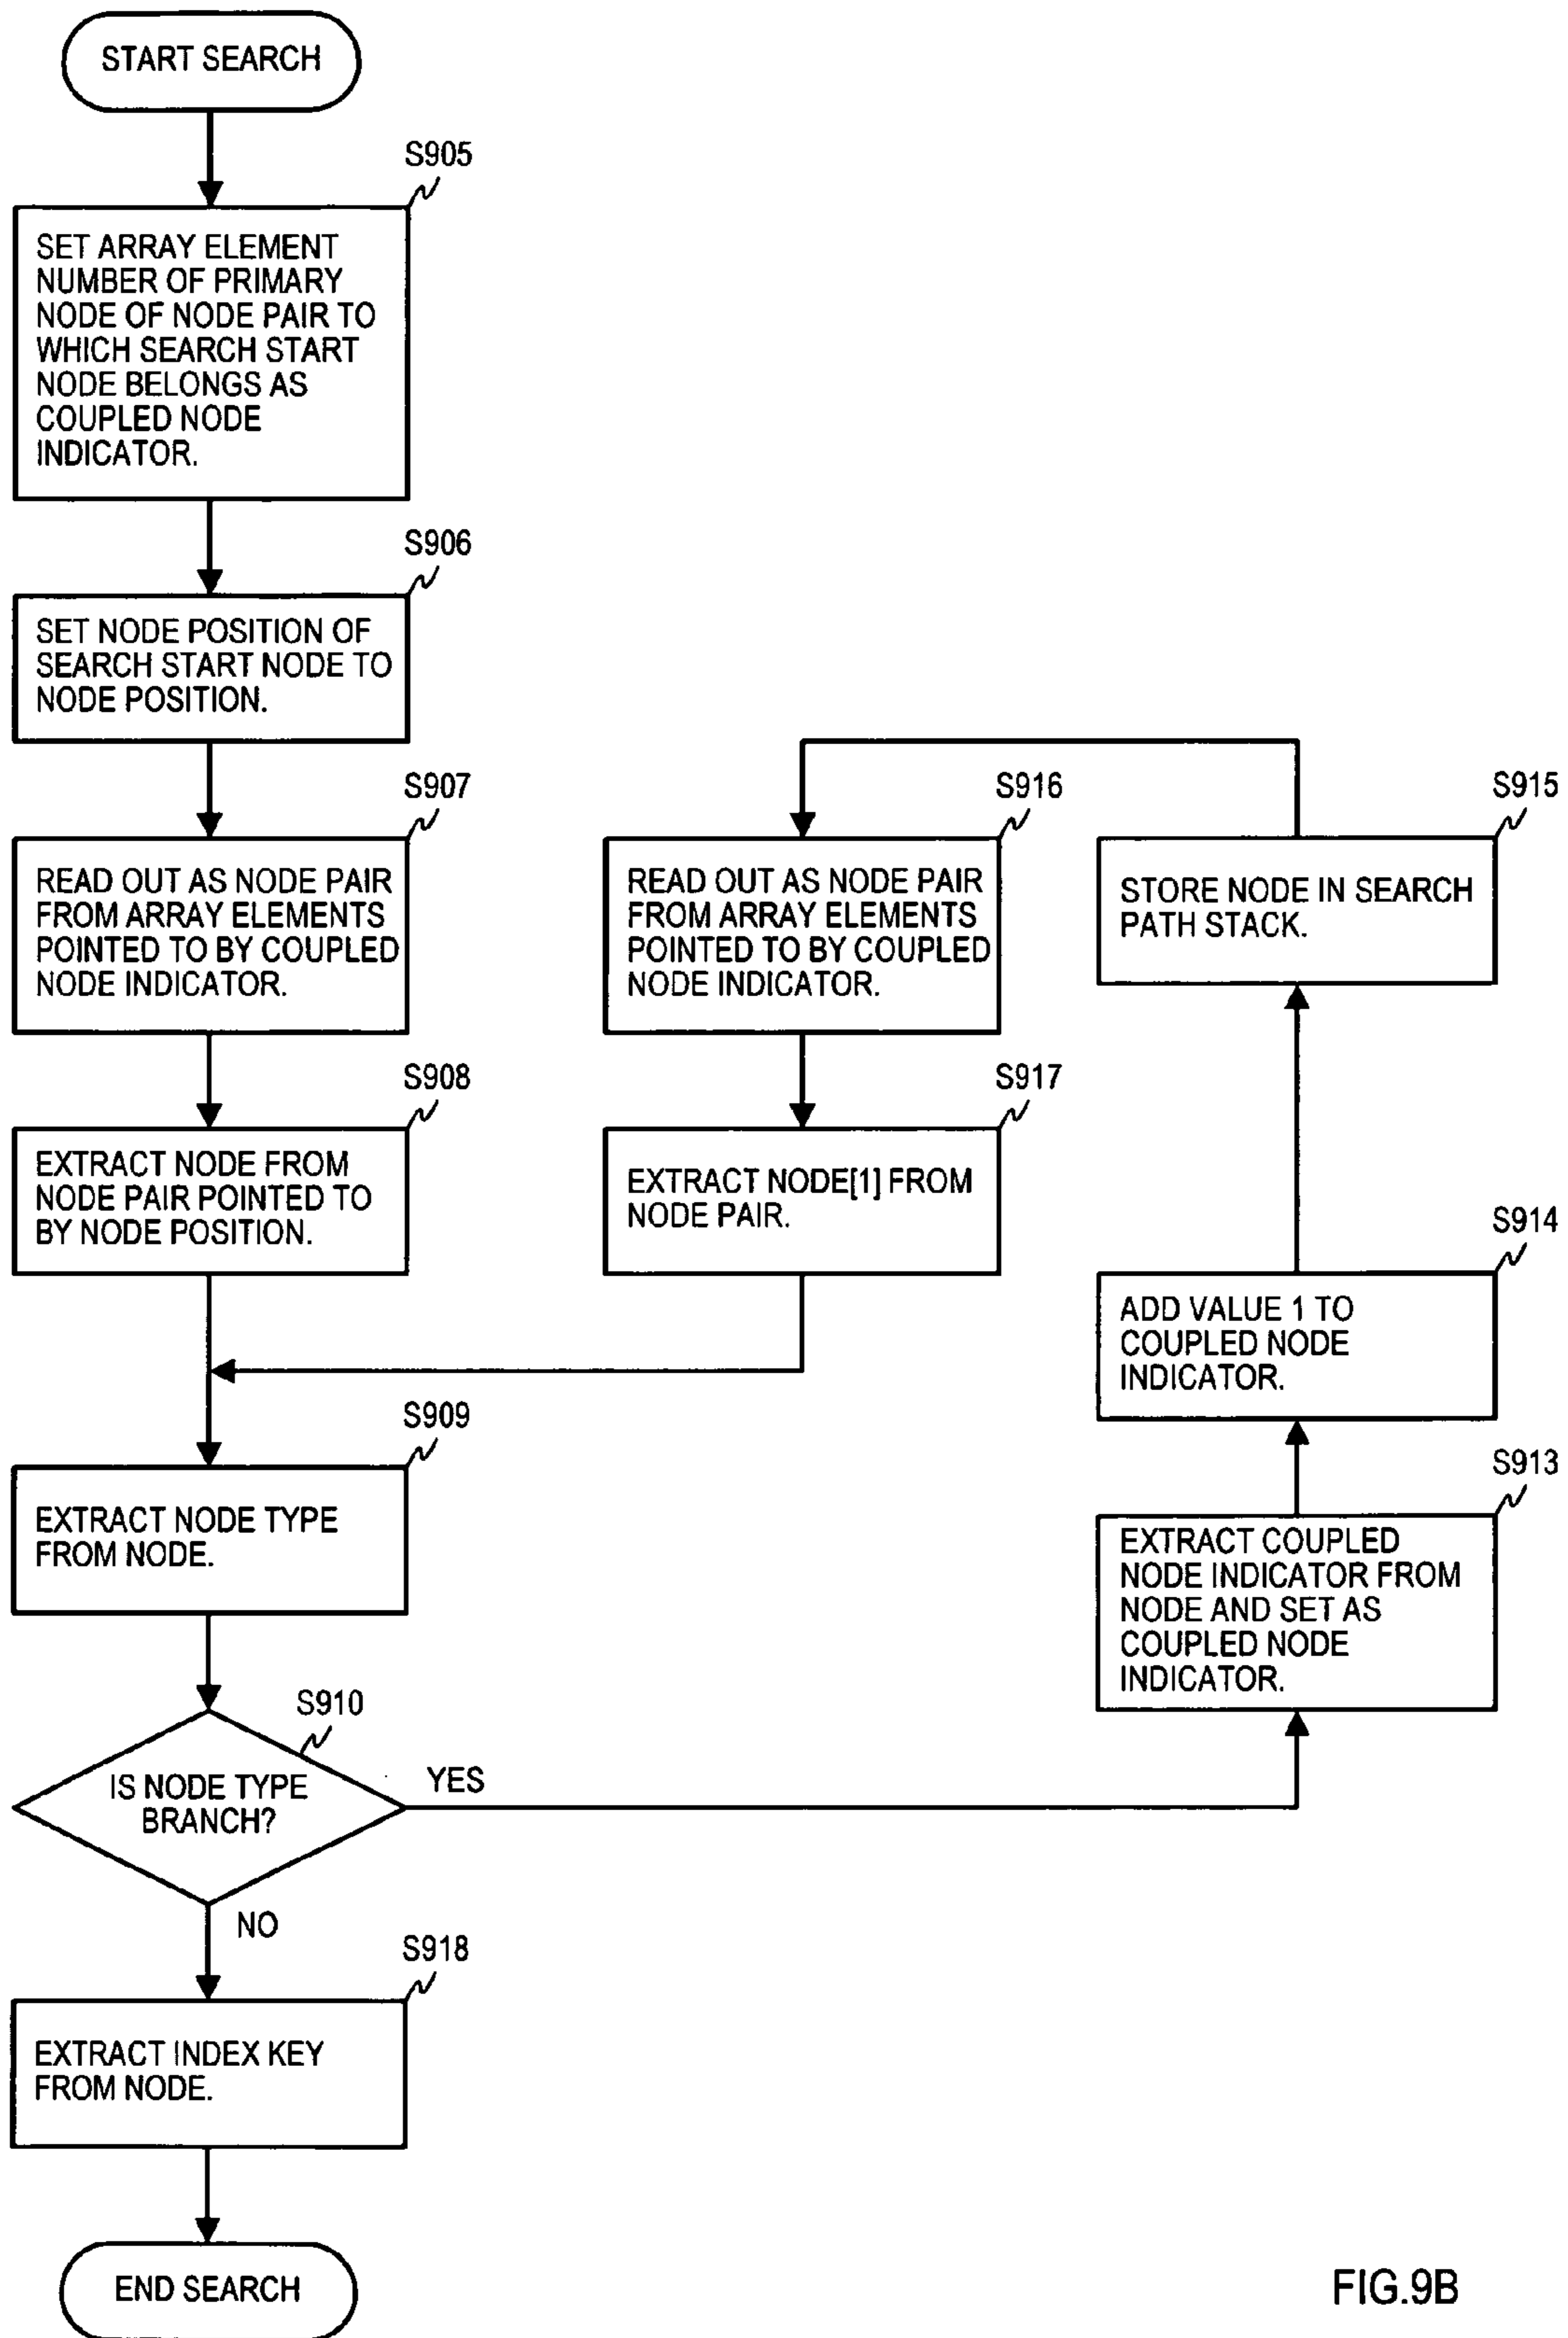 START SEARCH
S905
SET ARRAY ELEMENT
NUMBER OF PRIMARY
NODE OF NODE PAIR TO
WHICH SEARCH START
NODE BELONGS AS
COUPLED NODE
INDICATOR.
S906
SET NODE POSITION OF
SEARCH START NODE TO
NODE POSITION.
S907
READ OUT AS NODE PAIR
FROM ARRAY ELEMENTS
POINTED TO BY COUPLED
NODE INDICATOR.
S908
EXTRACT NODE FROM
NODE PAIR POINTED TO
BY NODE POSITION.
S909
EXTRACT NODE TYPE
FROM NODE.
S910
IS NODE TYPE
BRANCH?
YES
NO
S913
EXTRACT COUPLED
NODE INDICATOR FROM
NODE AND SET AS
COUPLED NODE
INDICATOR.
S914
ADD VALUE 1 TO
COUPLED NODE
INDICATOR.
S915
STORE NODE IN SEARCH
PATH STACK.
S916
READ OUT AS NODE PAIR
FROM ARRAY ELEMENTS
POINTED TO BY COUPLED
NODE INDICATOR.
S917
EXTRACT NODE[1] FROM
NODE PAIR.
S918
EXTRACT INDEX KEY
FROM NODE.
END SEARCH
FIG.9B